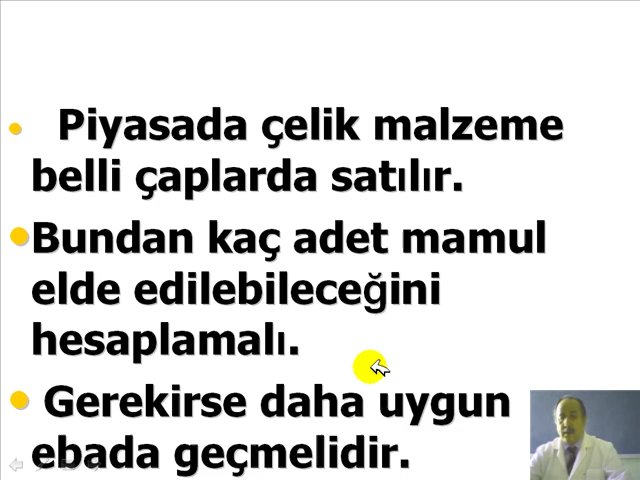 Piyasada çelik malzeme
belli çaplarda satılır.
Bundan kaç adet mamul
elde edilebileceğini
hesaplamalı.
Gerekirse daha uygun
ebada geçmelidir.